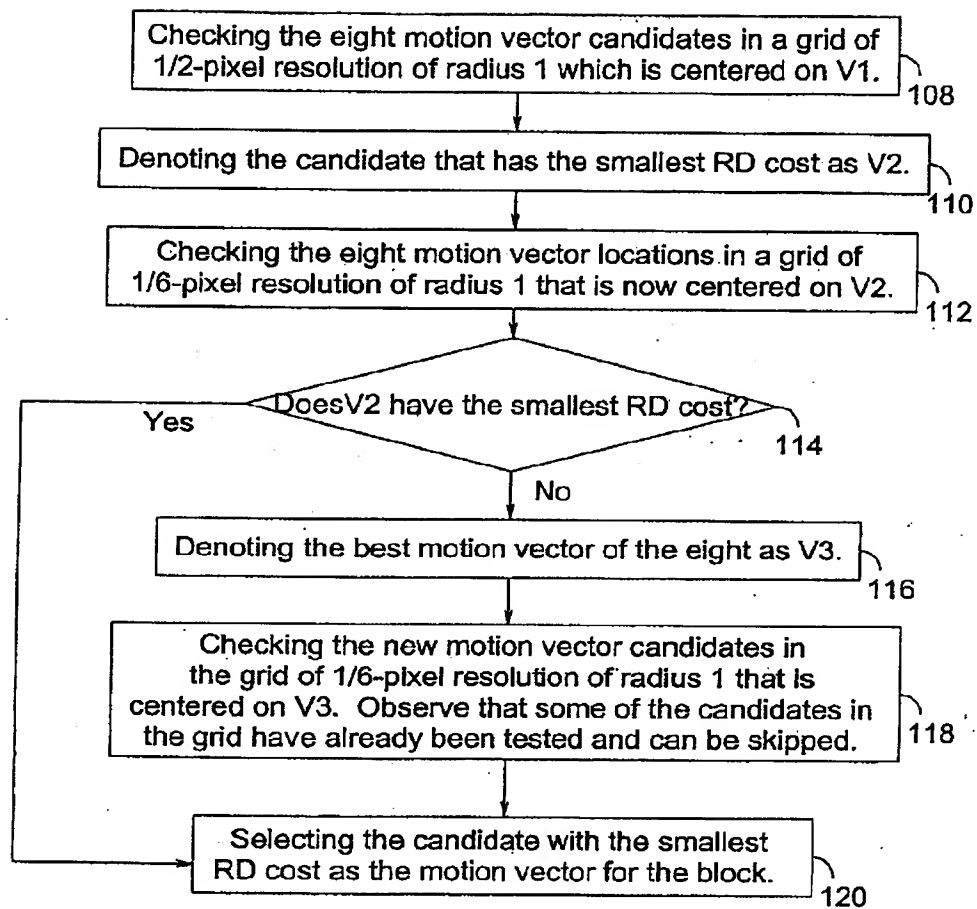 Checking the eight motion vector candidates in a grid of
1/2-pixel resolution of radius 1 which is centered on V1.
108
Denoting the candidate that has the smallest RD cost as V2.
110
Checking the eight motion vector locations in a grid of
1/6-pixel resolution of radius 1 that is now centered on V2.
112
DoesV2 have the smallest RD cost?
114
Yes
No
Denoting the best motion vector of the eight as V3.
116
Checking the new motion vector candidates in
the grid of 1/6-pixel resolution of radius 1 that is
centered on V3. Observe that some of the candidates in
the grid have already been tested and can be skipped.
118
Selecting the candidate with the smallest
RD cost as the motion vector for the block.
120